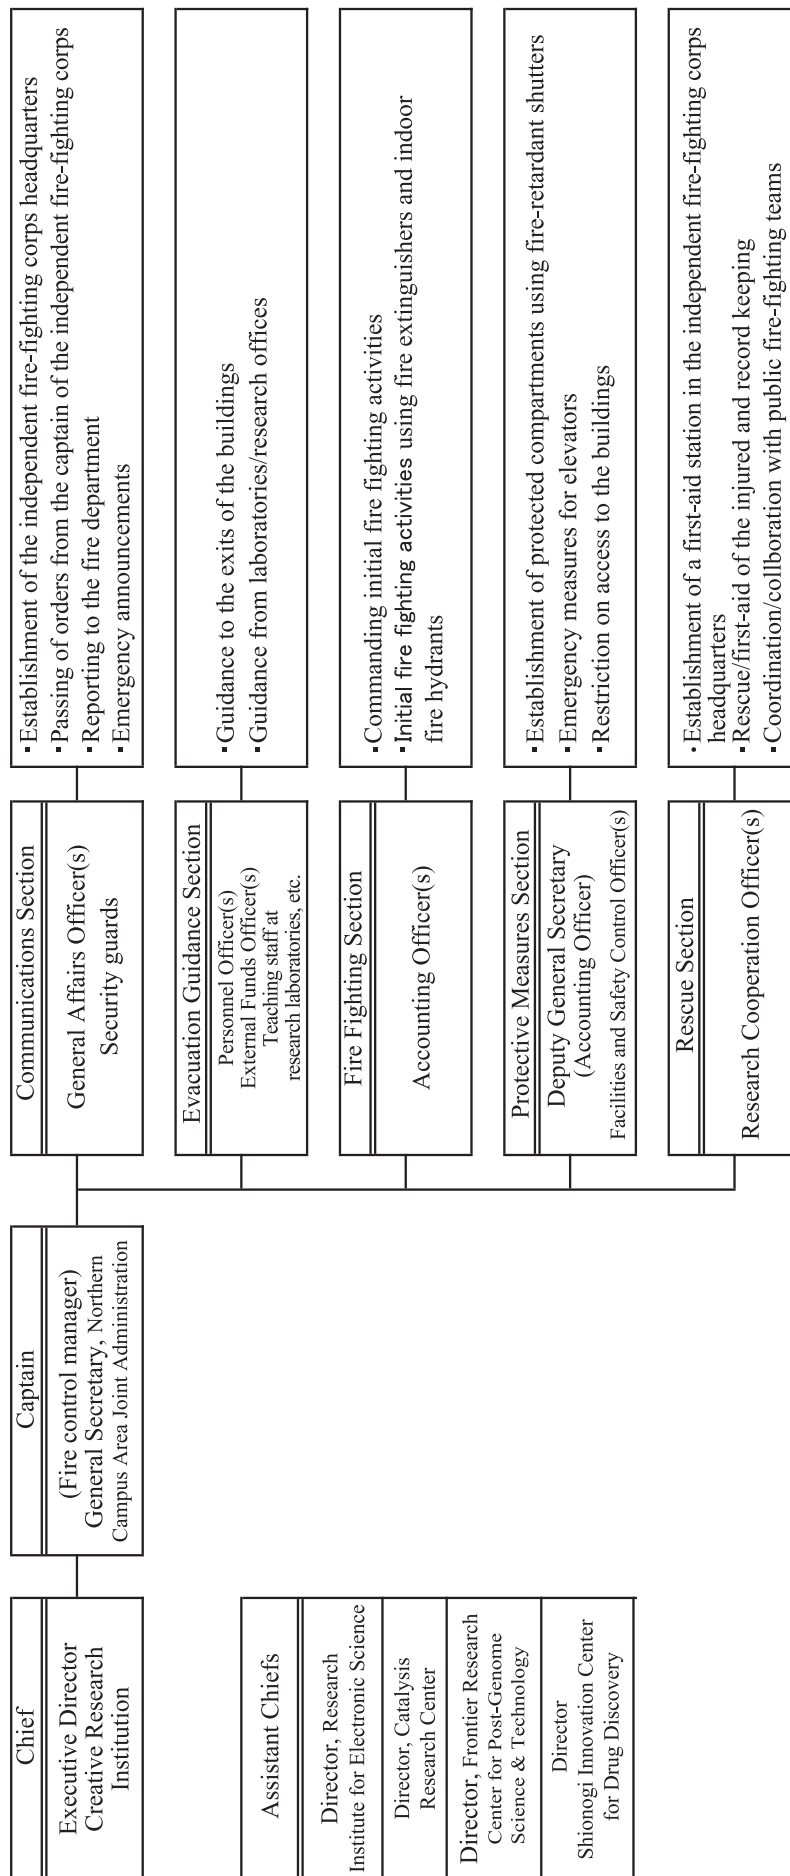 Chief
Executive Director
Creative Research
Institution
Captain
(Fire control manager)
General Secretary, Northern
Campus Area Joint Administration
Communications Section
General Affairs Officer(s)
Security guards
▪Establishment of the independent fire-fighting corps headquarters
▪Passing of orders from the captain of the independent fire-fighting corps
▪Reporting to the fire department
▪Emergency announcements
Evacuation Guidance Section
Personnel Officer(s)
External Funds Officer(s)
Teaching staff at
research laboratories, etc.
▪Guidance to the exits of the buildings
▪Guidance from laboratories/research offices
Fire Fighting Section
Accounting Officer(s)
▪Commanding initial fire fighting activities
▪Initial fire fighting activities using fire extinguishers and indoor
fire hydrants
Protective Measures Section
Deputy General Secretary
(Accounting Officer)
Facilities and Safety Control Officer(s)
▪Establishment of protected compartments using fire-retardant shutters
▪Emergency measures for elevators
▪Restriction on access to the buildings
Rescue Section
Research Cooperation Officer(s)
・Establishment of a first-aid station in the independent fire-fighting corps
headquarters
▪Rescue/first-aid of the injured and record keeping
▪Coordination/collboration with public fire-fighting teams
Assistant Chiefs
Director, Research
Institute for Electronic Science
Director, Catalysis
Research Center
Director, Frontier Research
Center for Post-Genome
Science & Technology
Director
Shionogi Innovation Center
for Drug Discovery